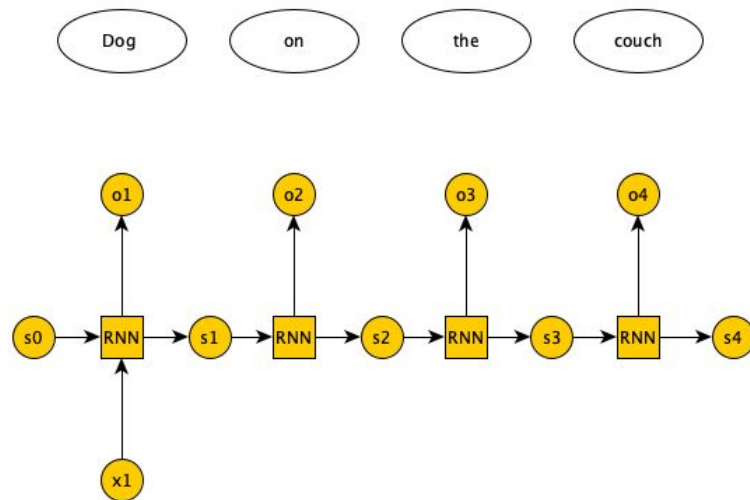 Dog on the couch
o1 o2 o3 o4
s0 RNN s1 RNN s2 RNN s3 RNN s4
x1